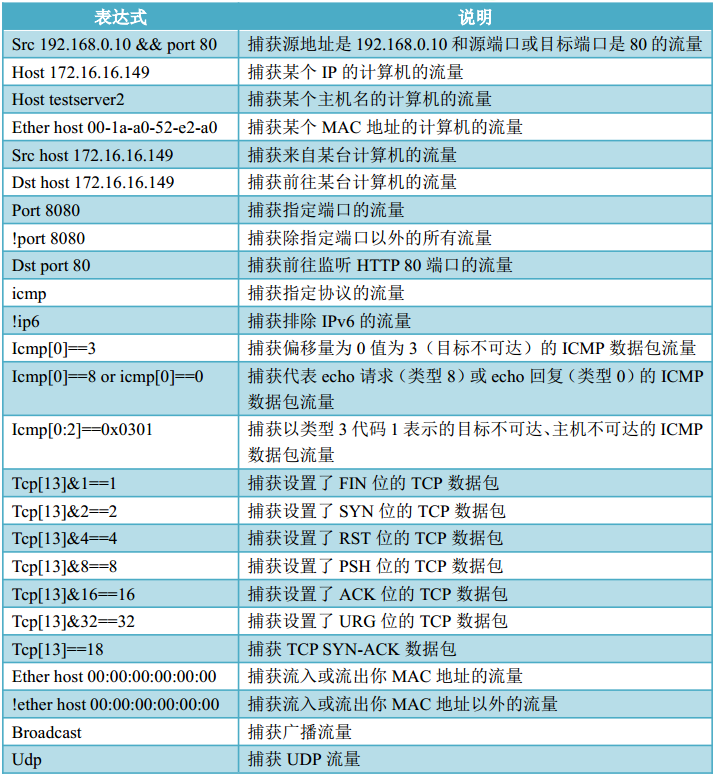 表达式 说明
Src 192.168.0.10 && port 80 捕获源地址是 192.168.0.10 和源端口或目标端口是 80 的流量
Host 172.16.16.149 捕获某个 IP 的计算机的流量
Host testserver2 捕获某个主机名的计算机的流量
Ether host 00-1a-a0-52-e2-a0 捕获某个 MAC 地址的计算机的流量
Src host 172.16.16.149 捕获来自某台计算机的流量
Dst host 172.16.16.149 捕获前往某台计算机的流量
Port 8080 捕获指定端口的流量
!port 8080 捕获除指定端口以外的所有流量
Dst port 80 捕获前往监听 HTTP 80 端口的流量
icmp 捕获指定协议的流量
!ip6 捕获排除 IPv6 的流量
Icmp[0]==3 捕获偏移量为 0 值为 3（目标不可达）的 ICMP 数据包流量
Icmp[0]==8 or icmp[0]==0 捕获代表 echo 请求（类型 8）或 echo 回复（类型 0）的 ICMP
数据包流量
Icmp[0:2]==0x0301 捕获以类型 3 代码 1 表示的目标不可达、主机不可达的 ICMP
数据包流量
Tcp[13]&1==1 捕获设置了 FIN 位的 TCP 数据包
Tcp[13]&2==2 捕获设置了 SYN 位的 TCP 数据包
Tcp[13]&4==4 捕获设置了 RST 位的 TCP 数据包
Tcp[13]&8==8 捕获设置了 PSH 位的 TCP 数据包
Tcp[13]&16==16 捕获设置了 ACK 位的 TCP 数据包
Tcp[13]&32==32 捕获设置了 URG 位的 TCP 数据包
Tcp[13]==18 捕获 TCP SYN-ACK 数据包
Ether host 00:00:00:00:00:00 捕获流入或流出你 MAC 地址的流量
!ether host 00:00:00:00:00:00 捕获流入或流出你 MAC 地址以外的流量
Broadcast 捕获广播流量
Udp 捕获 UDP 流量